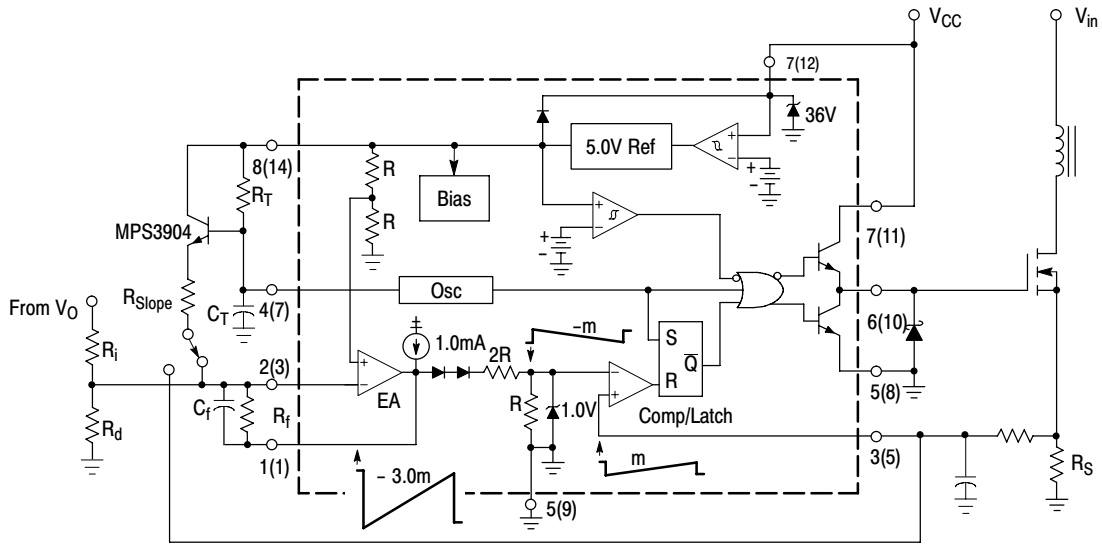 V_CC
V_in
7(12)
36V
8(14)
R
5.0V Ref
+
−
+
−
R_T
Bias
R
+
−
MPS3904
+
−
7(11)
R_Slope
From V_O
C_T
4(7)
Osc
6(10)
1.0mA
−m
S
R_i
2R
Q̅
2(3)
+
−
EA
−
+
R
5(8)
C_f
R_f
R
1.0V
Comp/Latch
R_d
1(1)
3(5)
m
R_S
− 3.0m
5(9)